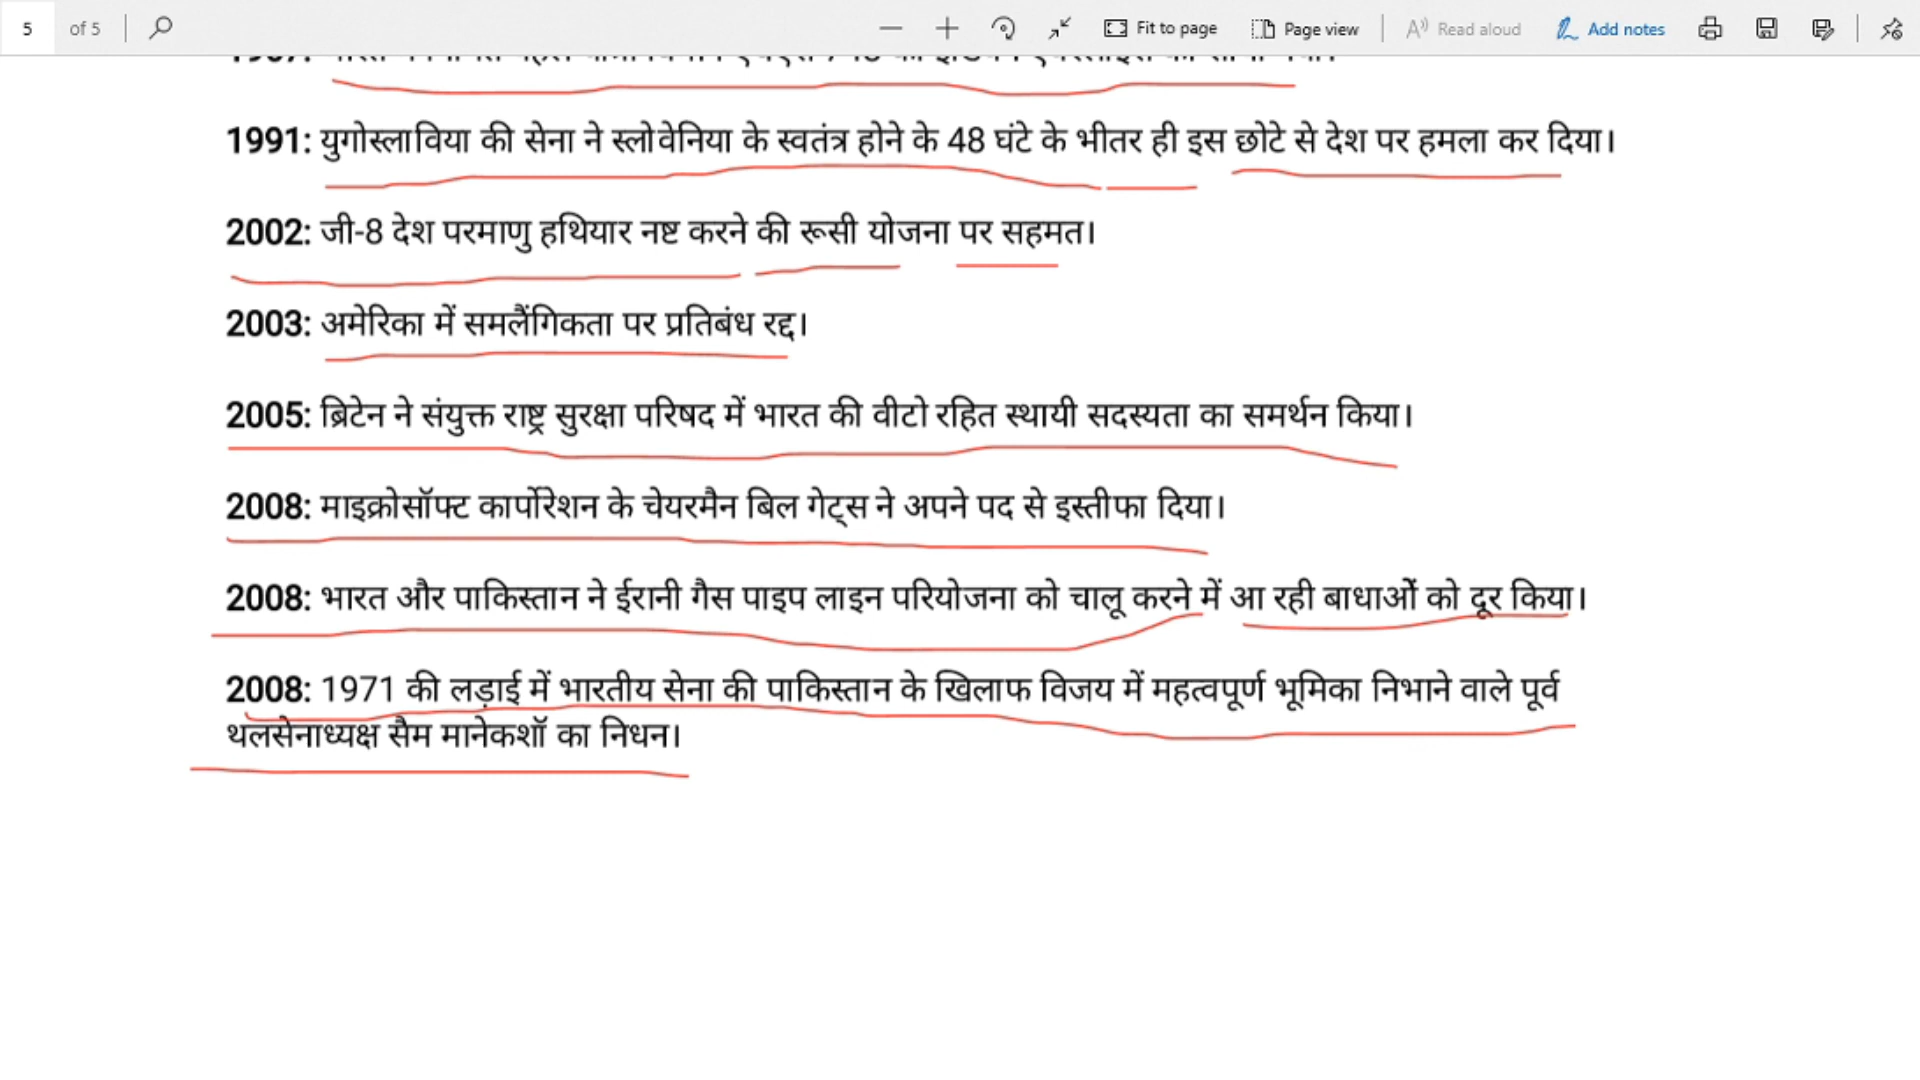 5 of 5 Fit to page Page view Read aloud Add notes
1991: युगोस्लाविया की सेना ने स्लोवेनिया के स्वतंत्र होने के 48 घंटे के भीतर ही इस छोटे से देश पर हमला कर दिया।
2002: जी-8 देश परमाणु हथियार नष्ट करने की रूसी योजना पर सहमत।
2003: अमेरिका में समलैंगिकता पर प्रतिबंध रद्द।
2005: ब्रिटेन ने संयुक्त राष्ट्र सुरक्षा परिषद में भारत की वीटो रहित स्थायी सदस्यता का समर्थन किया।
2008: माइक्रोसॉफ्ट कार्पोरेशन के चेयरमैन बिल गेट्स ने अपने पद से इस्तीफा दिया।
2008: भारत और पाकिस्तान ने ईरानी गैस पाइप लाइन परियोजना को चालू करने में आ रही बाधाओं को दूर किया।
2008: 1971 की लड़ाई में भारतीय सेना की पाकिस्तान के खिलाफ विजय में महत्वपूर्ण भूमिका निभाने वाले पूर्व
थलसेनाध्यक्ष सैम मानेकशॉ का निधन।